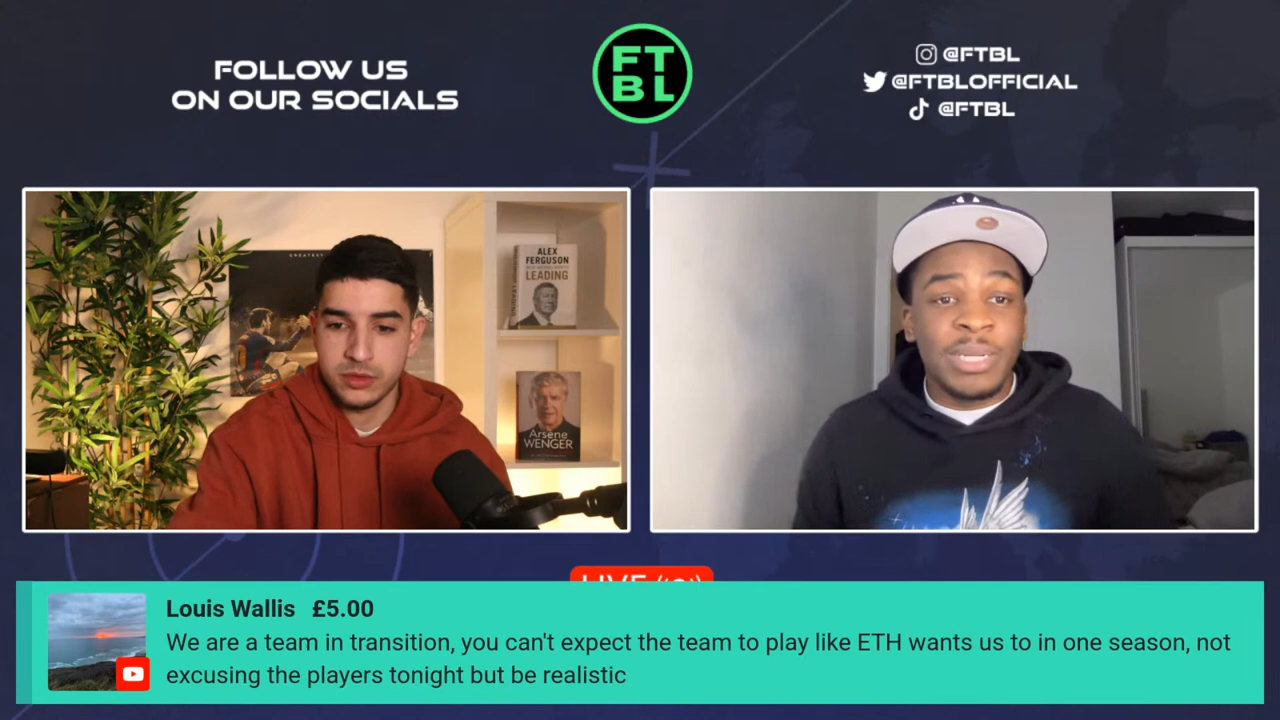 FOLLOW US
ON OUR SOCIALS
FT
BL
@FTBL
@FTBLOFFICIAL
@FTBL
GREATEST
ALEX
FERGUSON
LEADING
Arsène
WENGER
LIVE
Louis Wallis £5.00
We are a team in transition, you can't expect the team to play like ETH wants us to in one season, not
excusing the players tonight but be realistic